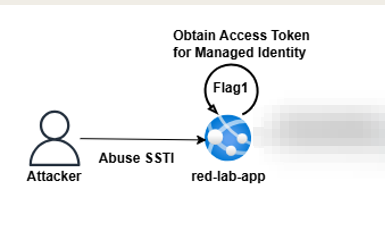 Obtain Access Token
for Managed Identity
Flag1
Abuse SSTI
Attacker
red-lab-app